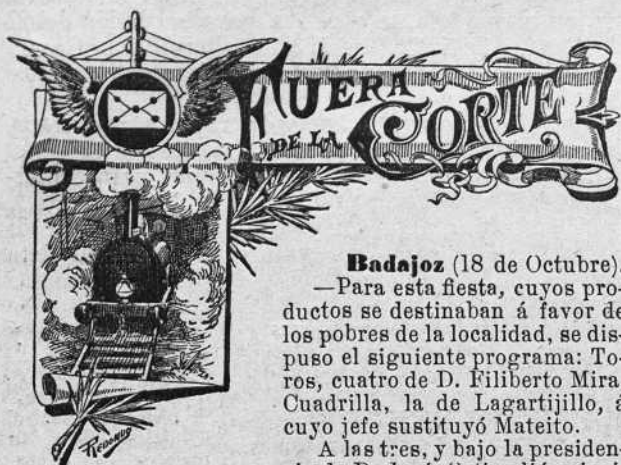 FUERA
DE LA CORTE
Badajoz (18 de Octubre).
—Para esta fiesta, cuyos pro-
ductos se destinaban á favor de
los pobres de la localidad, se dis-
puso el siguiente programa: To-
ros, cuatro de D. Filiberto Mira.
Cuadrilla, la de Lagartijillo, á
cuyo jefe sustituyó Mateito.
A las tres, y bajo la presiden-
REDONDO